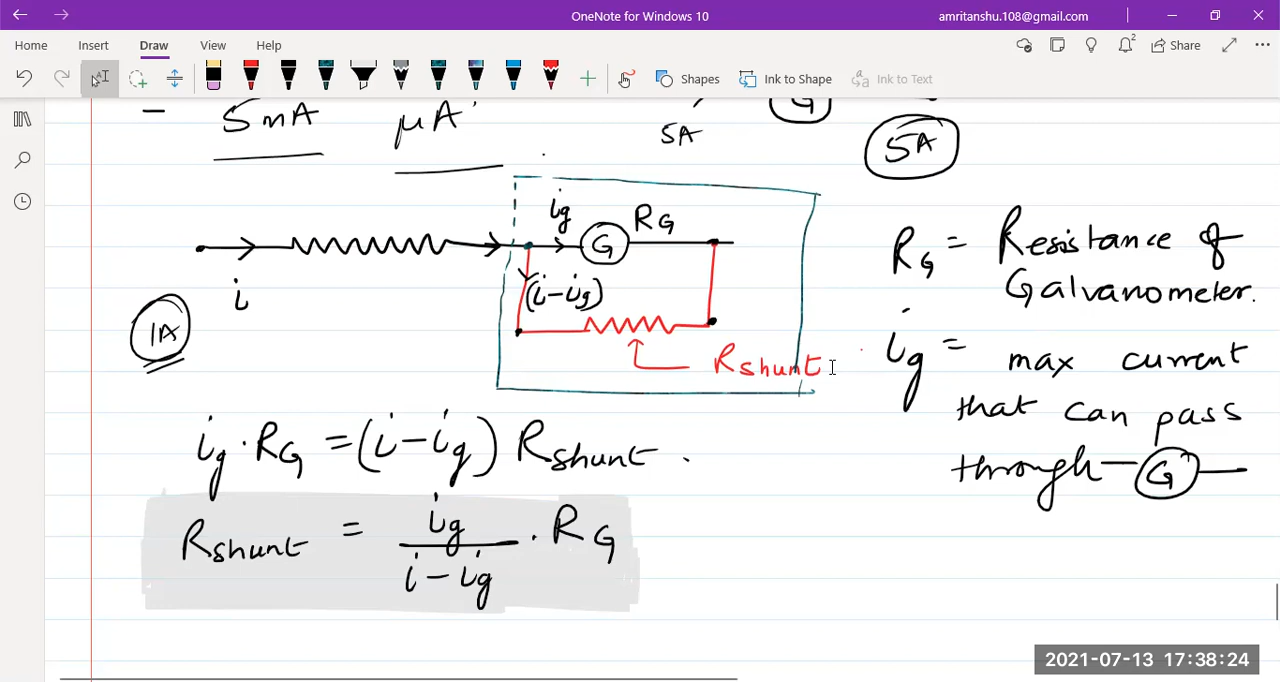 OneNote for Windows 10
amritanshu.108@gmail.com
Home Insert Draw View Help
Share
Shapes
Ink to Shape
Ink to Text
5mA
μA
5A
G
5A
i
1A
ig
G
RG
(i-ig)
Rshunt
RG = Resistance of
Galvanometer.
ig = max current
that can pass
through G
ig · RG = (i-ig) Rshunt .
Rshunt = ig / i-ig · RG
2021-07-13 17:38:24